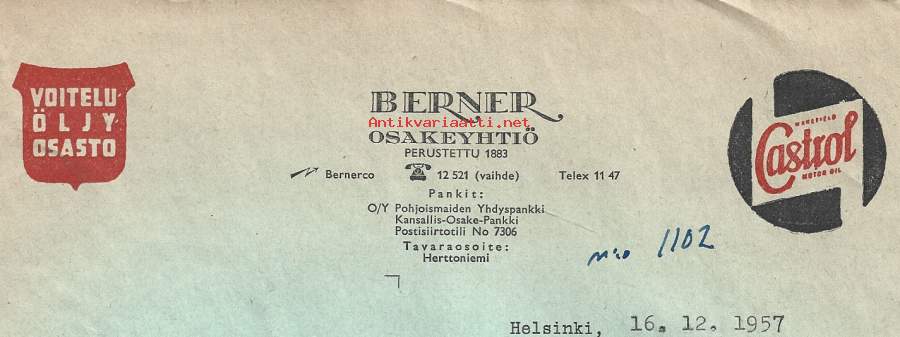 VOITELU-
ÖLJY-
OSASTO
BERNER
Antikvariaatti.net
OSAKEYHTIÖ
PERUSTETTU 1883
Bernerco 12 521 (vaihde) Telex 11 47
Pankit:
O/Y Pohjoismaiden Yhdyspankki
Kansallis-Osake-Pankki
Postisiirtotili No 7306
Tavaraosoite:
Herttoniemi
WAKEFIELD
Castrol
MOTOR OIL
1102
Helsinki, 16. 12. 1957